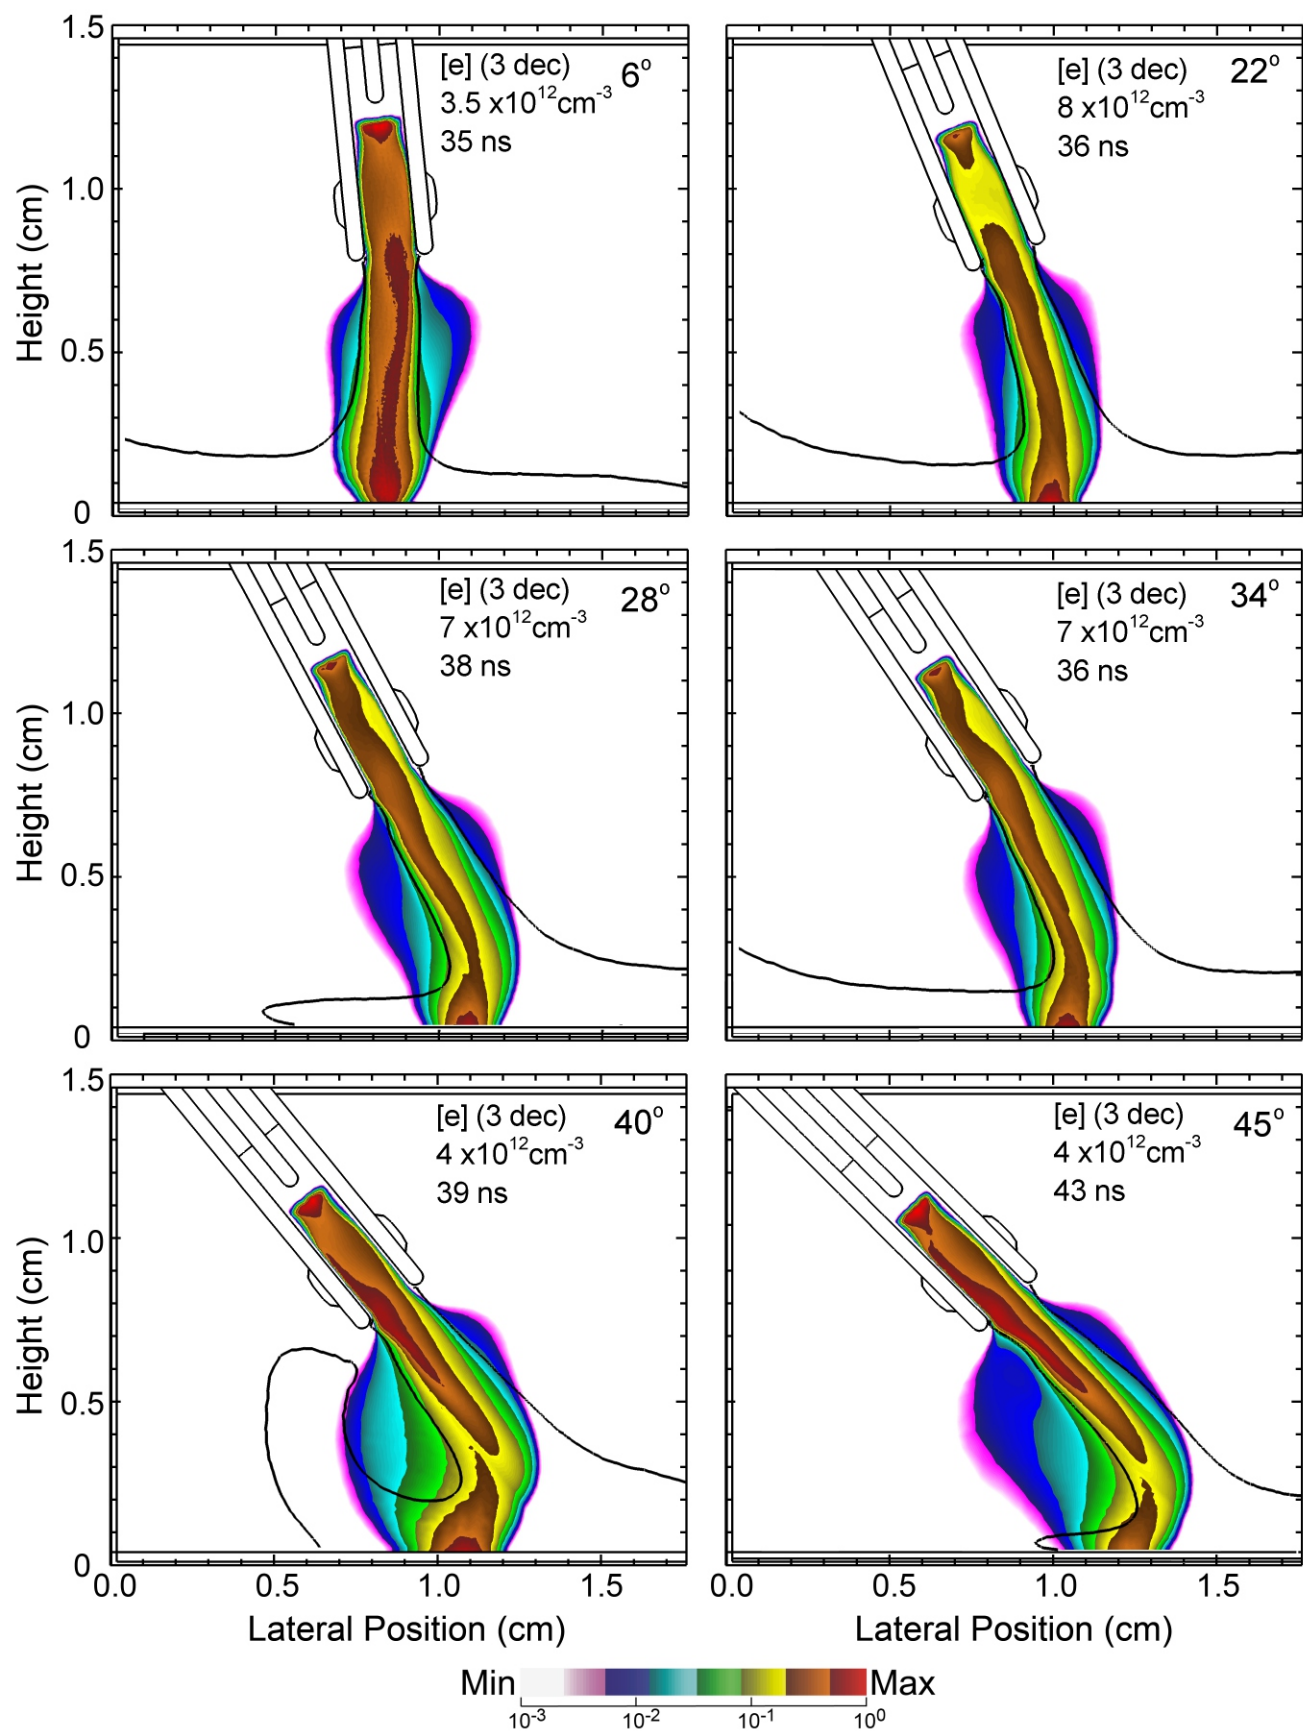 1.5
[e] (3 dec)
6°
3.5 x10¹²cm⁻³
35 ns
1.0
Height (cm)
0.5
0
[e] (3 dec)
22°
8 x10¹²cm⁻³
36 ns
1.5
[e] (3 dec)
28°
7 x10¹²cm⁻³
38 ns
1.0
Height (cm)
0.5
0
[e] (3 dec)
34°
7 x10¹²cm⁻³
36 ns
1.5
[e] (3 dec)
40°
4 x10¹²cm⁻³
39 ns
1.0
Height (cm)
0.5
0
0.0 0.5 1.0 1.5
Lateral Position (cm)
[e] (3 dec)
45°
4 x10¹²cm⁻³
43 ns
0.0 0.5 1.0 1.5
Lateral Position (cm)
Min Max
10⁻³ 10⁻² 10⁻¹ 10⁰